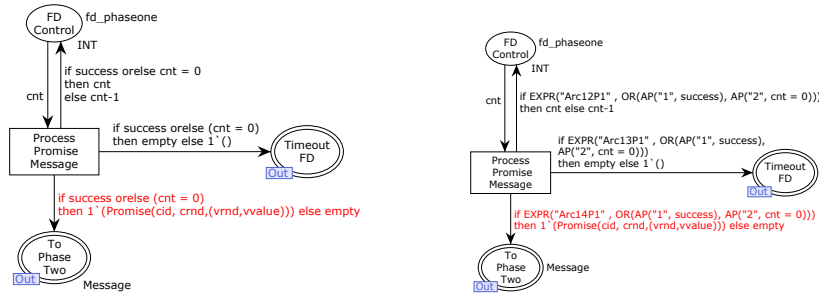 FD
Control
fd_phaseone
INT
if success orelse cnt = 0
then cnt
else cnt-1
cnt
Process
Promise
Message
if success orelse (cnt = 0)
then empty else 1`()
Timeout
FD
Out
if success orelse (cnt = 0)
then 1`(Promise(cid, crnd,(vrnd,vvalue))) else empty
To
Phase
Two
Out
Message
FD
Control
fd_phaseone
INT
cnt
if EXPR("Arc12P1" , OR(AP("1", success), AP("2", cnt = 0)))
then cnt else cnt-1
Process
Promise
Message
if EXPR("Arc13P1" , OR(AP("1", success),
AP("2", cnt = 0)))
then empty else 1`()
Timeout
FD
Out
if EXPR("Arc14P1" , OR(AP("1", success), AP("2", cnt = 0)))
then 1`(Promise(cid, crnd,(vrnd,vvalue))) else empty
To
Phase
Two
Out
Message